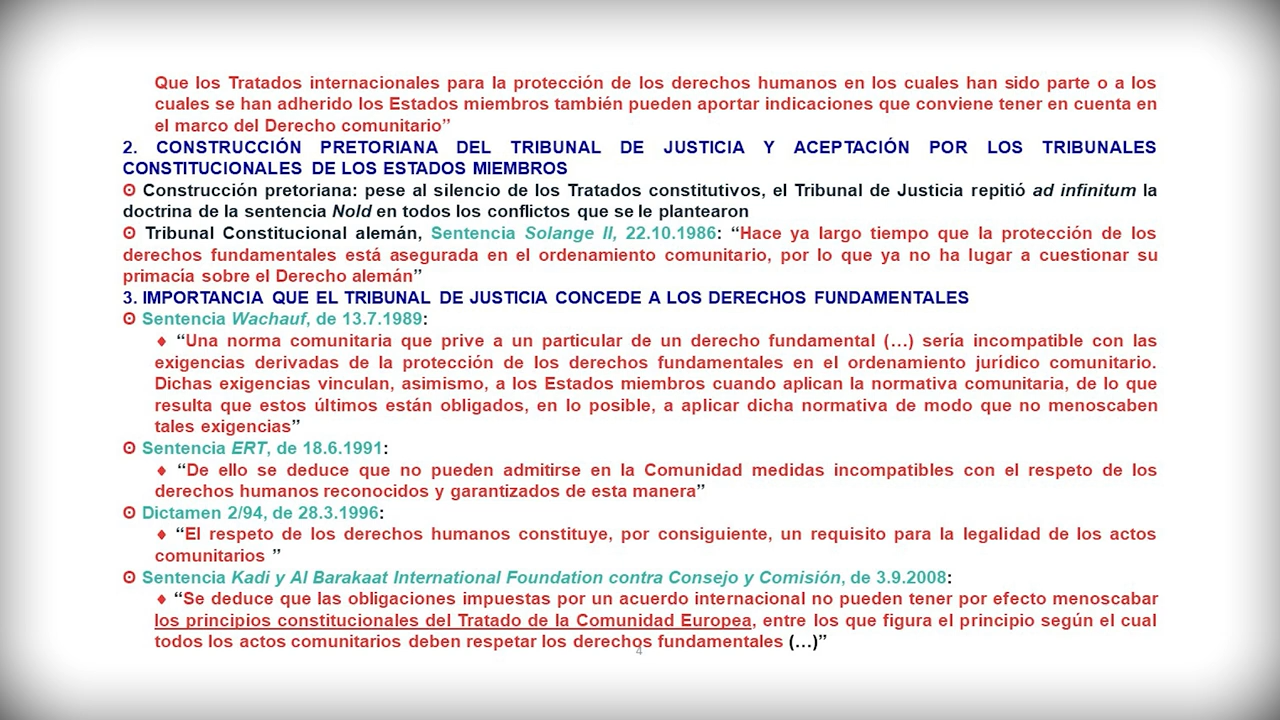 Que los Tratados internacionales para la protección de los derechos humanos en los cuales han sido parte o a los
cuales se han adherido los Estados miembros también pueden aportar indicaciones que conviene tener en cuenta en
el marco del Derecho comunitario”
2. CONSTRUCCIÓN PRETORIANA DEL TRIBUNAL DE JUSTICIA Y ACEPTACIÓN POR LOS TRIBUNALES
CONSTITUCIONALES DE LOS ESTADOS MIEMBROS
ʘ Construcción pretoriana: pese al silencio de los Tratados constitutivos, el Tribunal de Justicia repitió ad infinitum la
doctrina de la sentencia Nold en todos los conflictos que se le plantearon
ʘ Tribunal Constitucional alemán, Sentencia Solange II, 22.10.1986: “Hace ya largo tiempo que la protección de los
derechos fundamentales está asegurada en el ordenamiento comunitario, por lo que ya no ha lugar a cuestionar su
primacía sobre el Derecho alemán”
3. IMPORTANCIA QUE EL TRIBUNAL DE JUSTICIA CONCEDE A LOS DERECHOS FUNDAMENTALES
ʘ Sentencia Wachauf, de 13.7.1989:
♦ “Una norma comunitaria que prive a un particular de un derecho fundamental (…) sería incompatible con las
exigencias derivadas de la protección de los derechos fundamentales en el ordenamiento jurídico comunitario.
Dichas exigencias vinculan, asimismo, a los Estados miembros cuando aplican la normativa comunitaria, de lo que
resulta que estos últimos están obligados, en lo posible, a aplicar dicha normativa de modo que no menoscaben
tales exigencias”
ʘ Sentencia ERT, de 18.6.1991:
♦ “De ello se deduce que no pueden admitirse en la Comunidad medidas incompatibles con el respeto de los
derechos humanos reconocidos y garantizados de esta manera”
ʘ Dictamen 2/94, de 28.3.1996:
♦ “El respeto de los derechos humanos constituye, por consiguiente, un requisito para la legalidad de los actos
comunitarios ”
ʘ Sentencia Kadi y Al Barakaat International Foundation contra Consejo y Comisión, de 3.9.2008:
♦ “Se deduce que las obligaciones impuestas por un acuerdo internacional no pueden tener por efecto menoscabar
los principios constitucionales del Tratado de la Comunidad Europea, entre los que figura el principio según el cual
todos los actos comunitarios deben respetar los derechos fundamentales (…)”
4